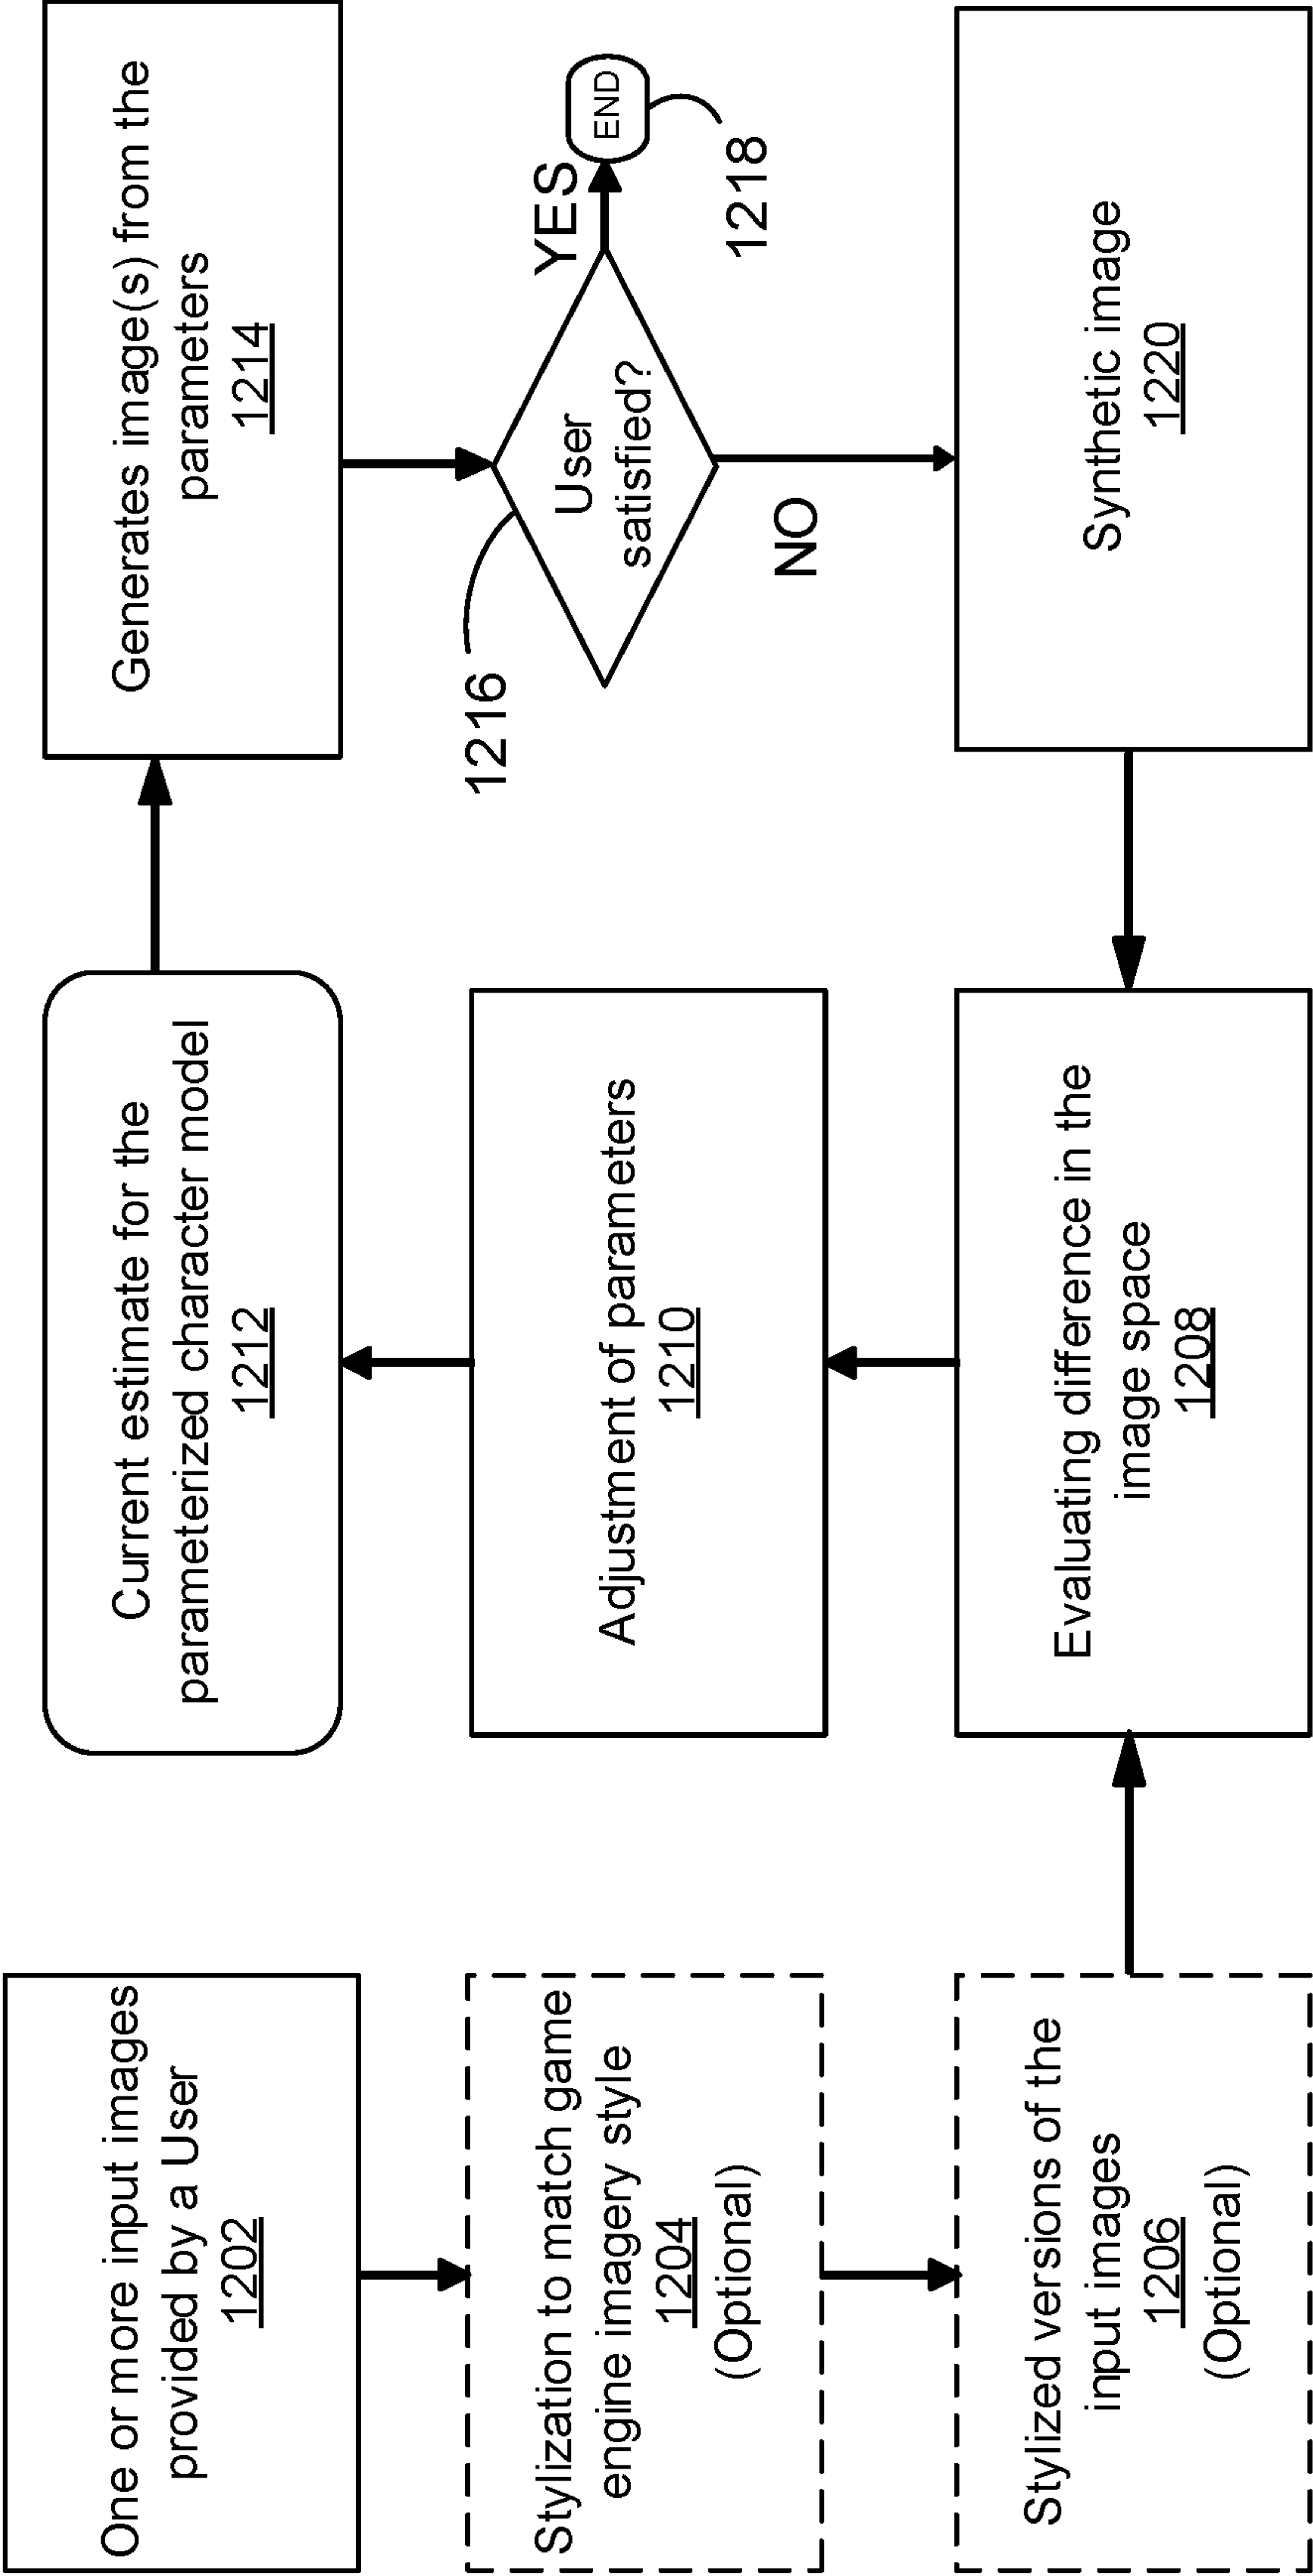 One or more input images
provided by a User
1202
Stylization to match game
engine imagery style
1204
(Optional)
Stylized versions of the
input images
1206
(Optional)
Current estimate for the
parameterized character model
1212
Adjustment of parameters
1210
Evaluating difference in the
image space
1208
Generates image(s) from the
parameters
1214
1216
User
satisfied?
YES
END
1218
NO
Synthetic image
1220